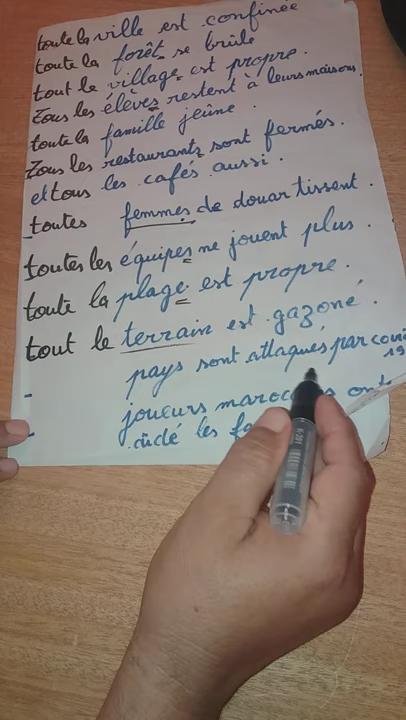 toute la ville est confinée
toute la forêt se brûle
tout le village est propre.
Tous les élèves restent à leurs maisons.
toute la famille jeûne.
Tous les restaurants sont fermés.
et tous les cafés aussi.
toutes femmes de douar tissent.
toutes les équipes ne jouent plus.
toute la plage est propre.
tout le terrain est gazoné.
- pays sont attaqués par covid
19
- joueurs ont
les